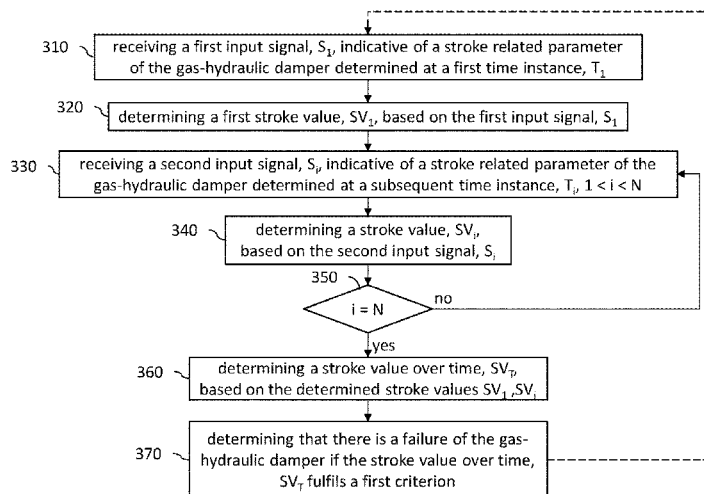 310
receiving a first input signal, S₁, indicative of a stroke related parameter
of the gas-hydraulic damper determined at a first time instance, T₁
320
determining a first stroke value, SV₁, based on the first input signal, S₁
330
receiving a second input signal, Sᵢ, indicative of a stroke related parameter of the
gas-hydraulic damper determined at a subsequent time instance, Tᵢ, 1 < i < N
340
determining a stroke value, SVᵢ,
based on the second input signal, Sᵢ
350
i = N
no
yes
360
determining a stroke value over time, SV_T,
based on the determined stroke values SV₁ ,SVᵢ
370
determining that there is a failure of the gas-
hydraulic damper if the stroke value over time,
SV_T fulfils a first criterion